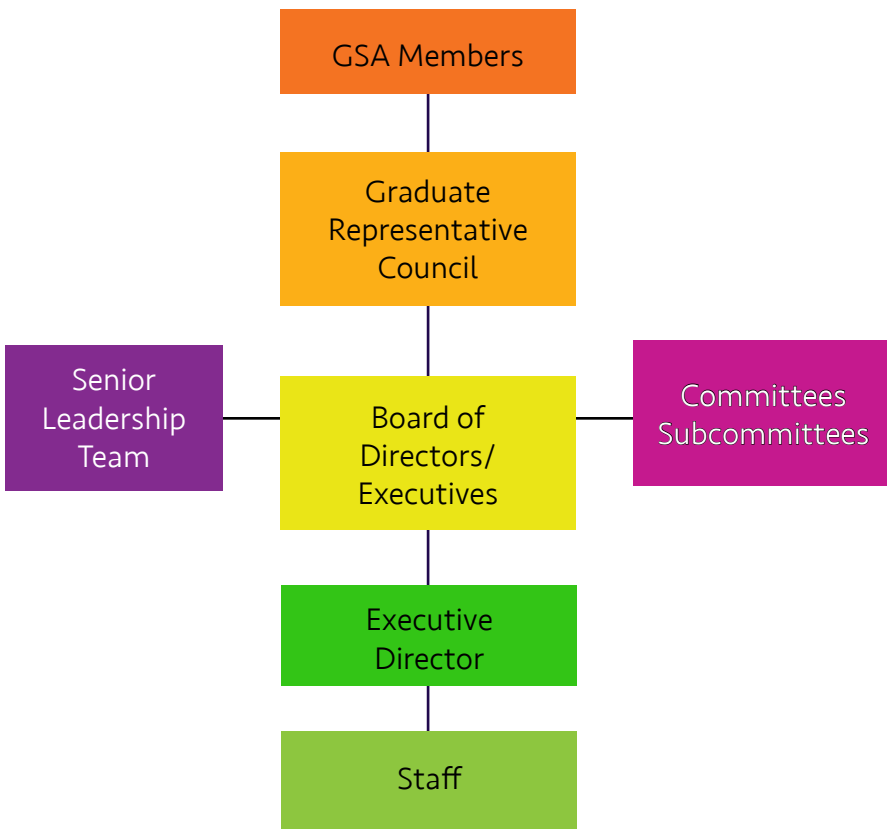 GSA Members
Graduate
Representative
Council
Senior
Leadership
Team
Board of
Directors/
Executives
Committees
Subcommittees
Executive
Director
Staff